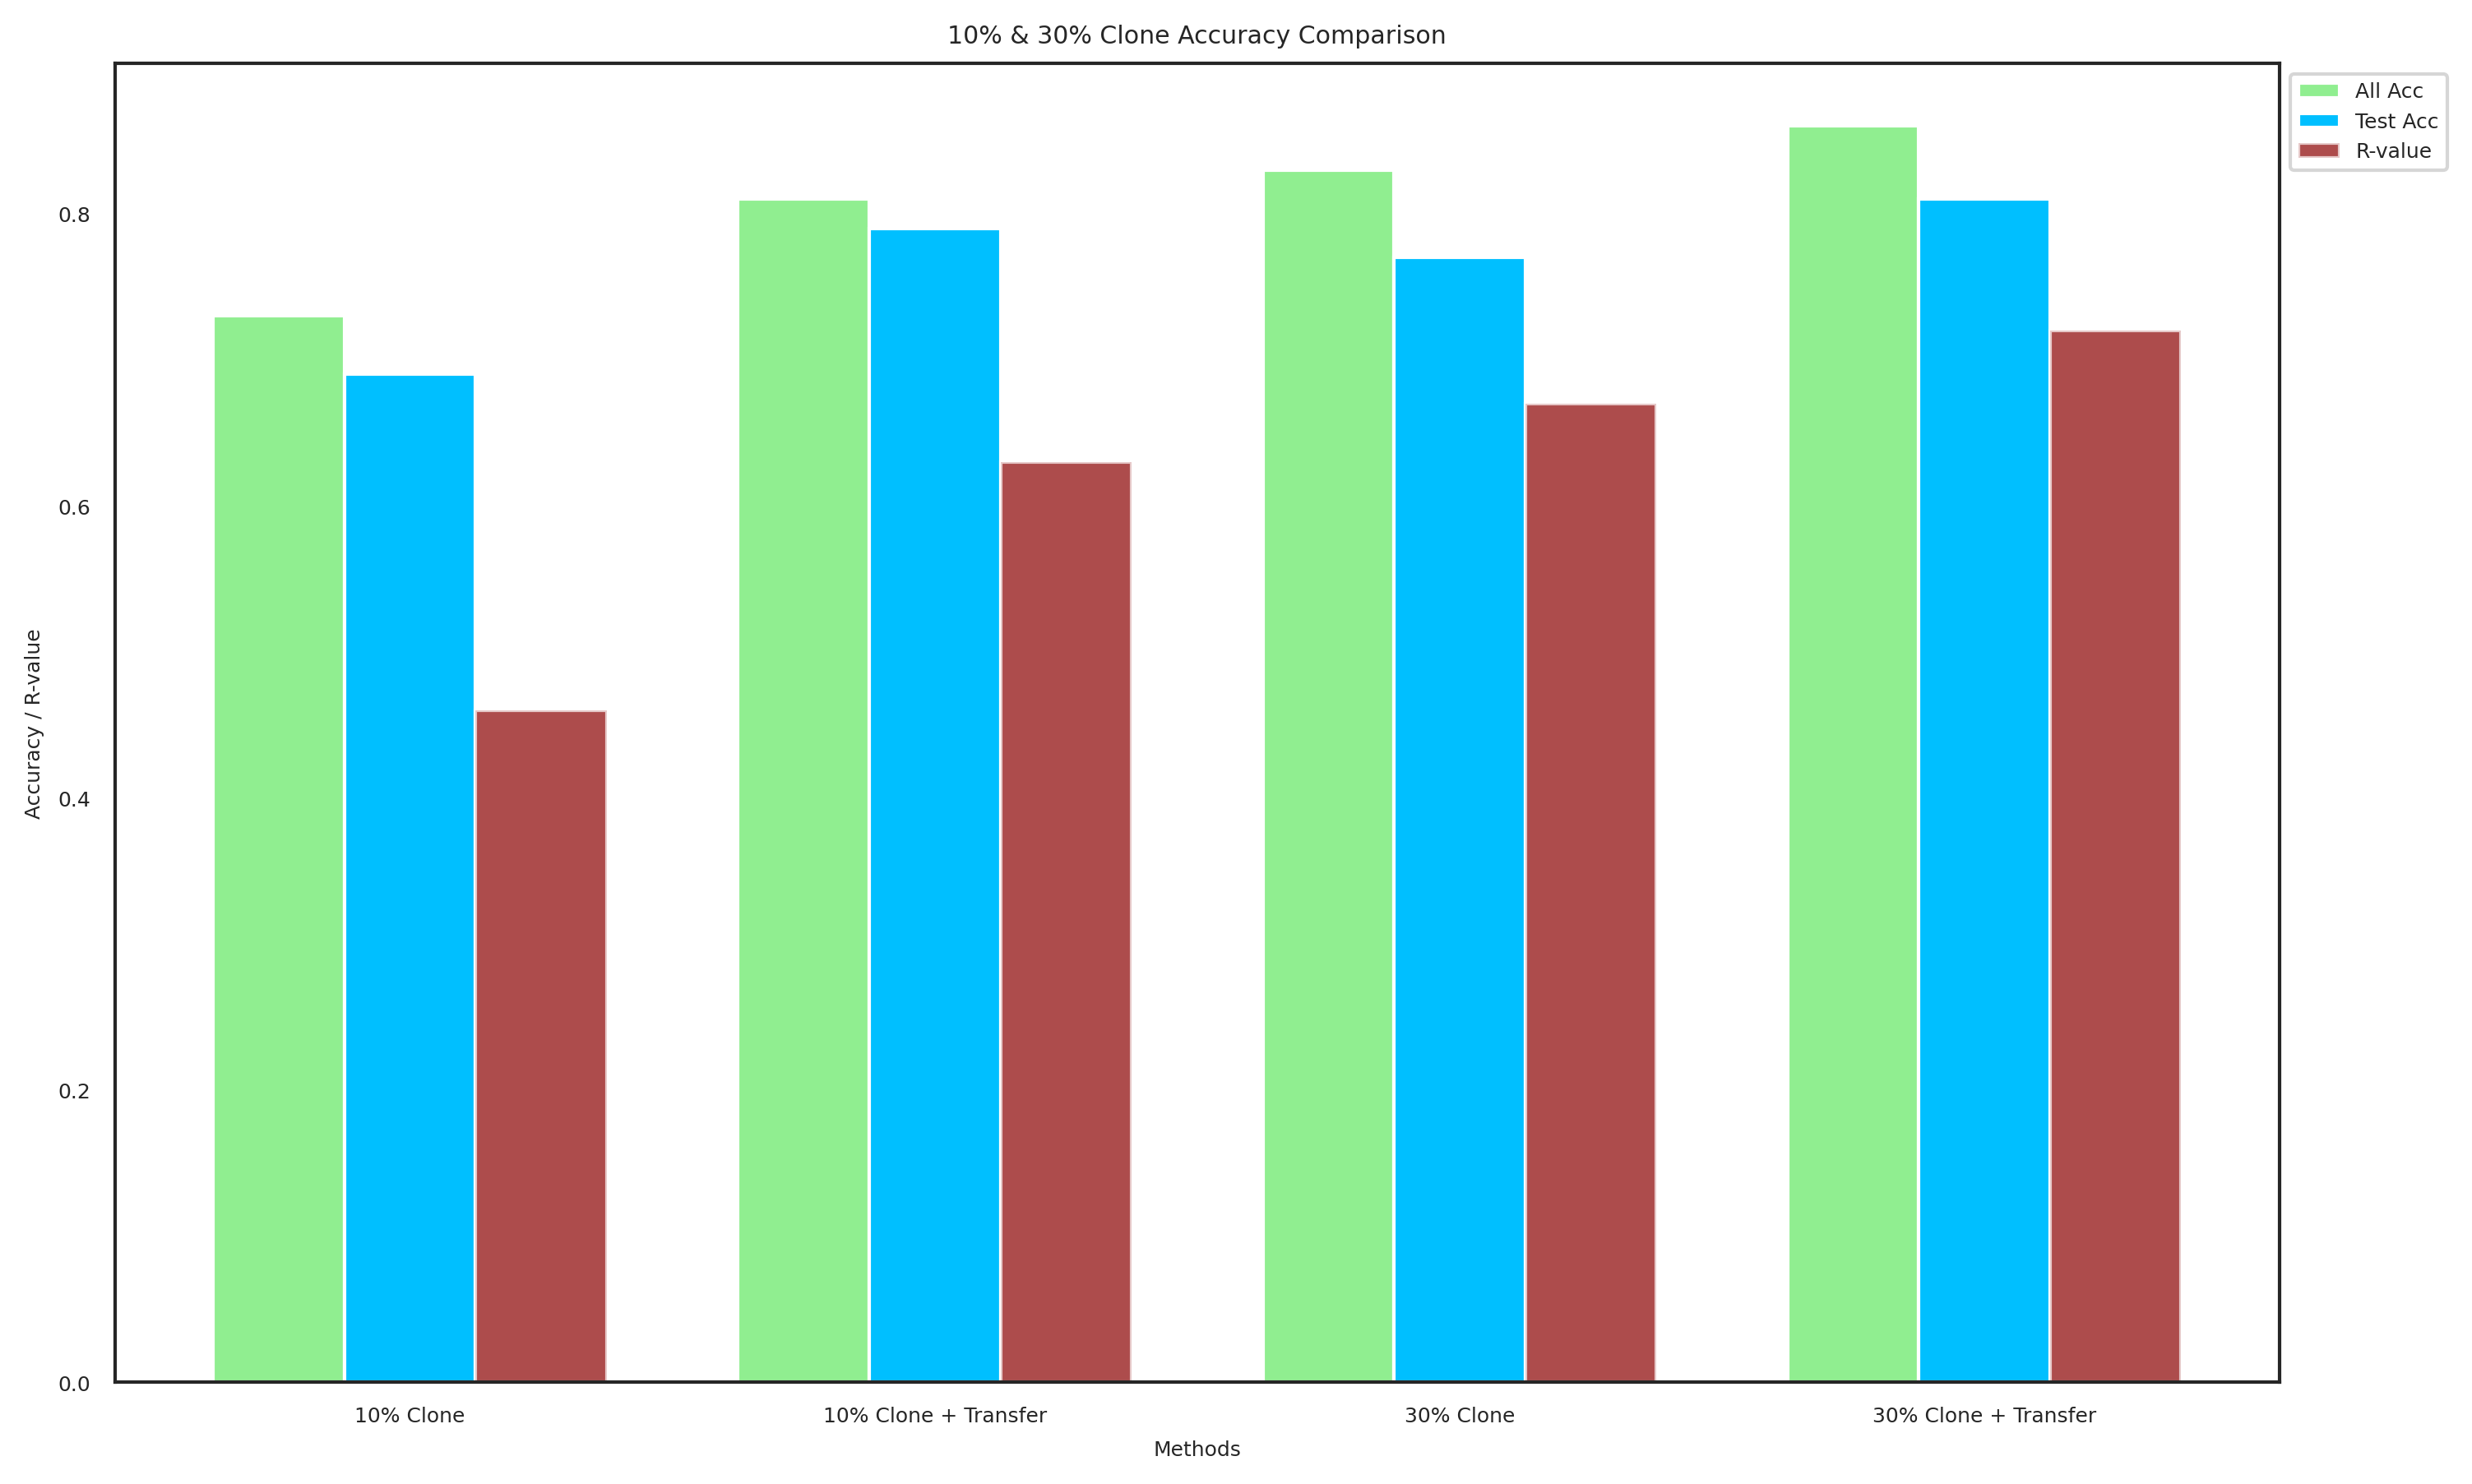 10% & 30% Clone Accuracy Comparison
All Acc
Test Acc
R-value
Accuracy / R-value
0.8
0.6
0.4
0.2
0.0
10% Clone
10% Clone + Transfer
30% Clone
30% Clone + Transfer
Methods